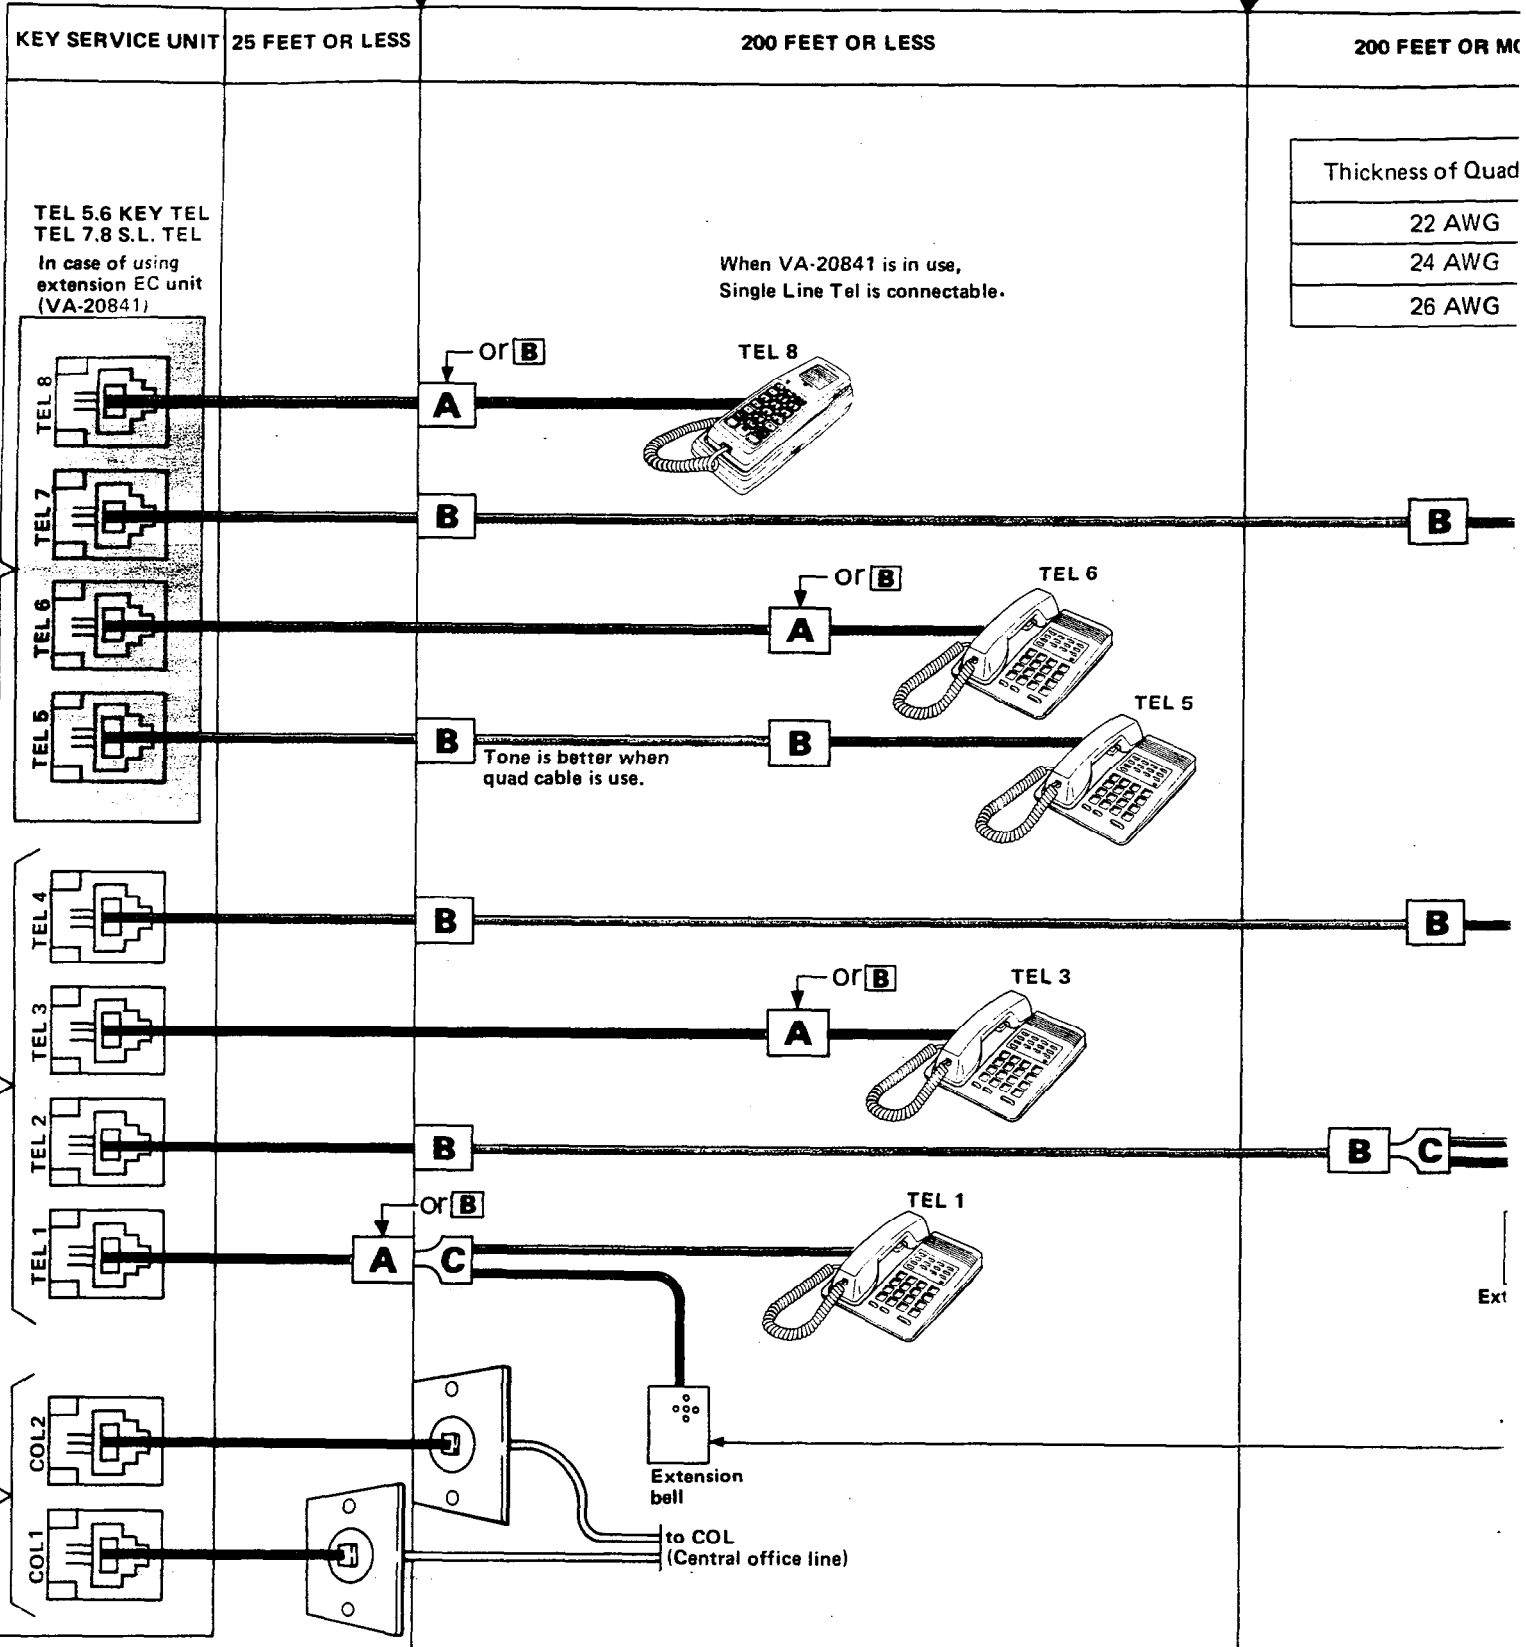 KEY SERVICE UNIT
25 FEET OR LESS
200 FEET OR LESS
200 FEET OR MO
Thickness of Quad
22 AWG
24 AWG
26 AWG
TEL 5.6 KEY TEL
TEL 7.8 S.L. TEL
In case of using
extension EC unit
(VA-20841)
When VA-20841 is in use,
Single Line Tel is connectable.
TEL 8
or B
A
TEL 8
TEL 7
B
B
TEL 6
or B
A
TEL 6
TEL 5
B
Tone is better when
quad cable is use.
B
TEL 5
TEL 4
B
B
TEL 3
or B
A
TEL 3
TEL 2
B
B
C
TEL 1
or B
A
C
TEL 1
Ext
COL2
Extension
bell
COL1
to COL
(Central office line)